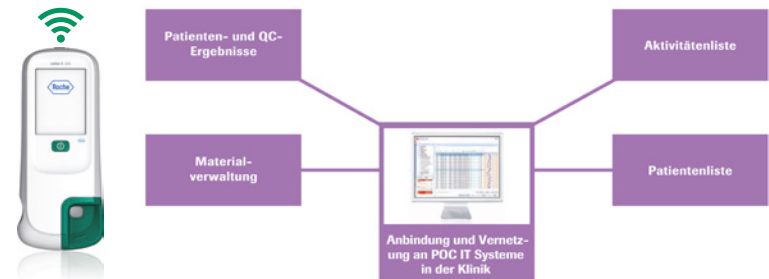 Roche
Patienten- und QC-
Ergebnisse
Aktivitätenliste
Material-
verwaltung
Patientenliste
Anbindung und Vernetz-
ung an POC IT Systeme
in der Klinik